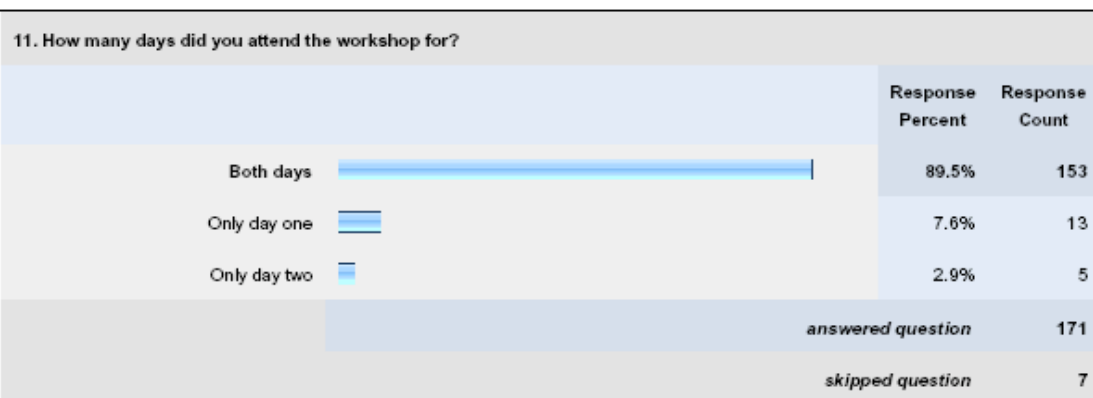 11. How many days did you attend the workshop for?
Response Percent Response Count
Both days 89.5% 153
Only day one 7.6% 13
Only day two 2.9% 5
answered question 171
skipped question 7